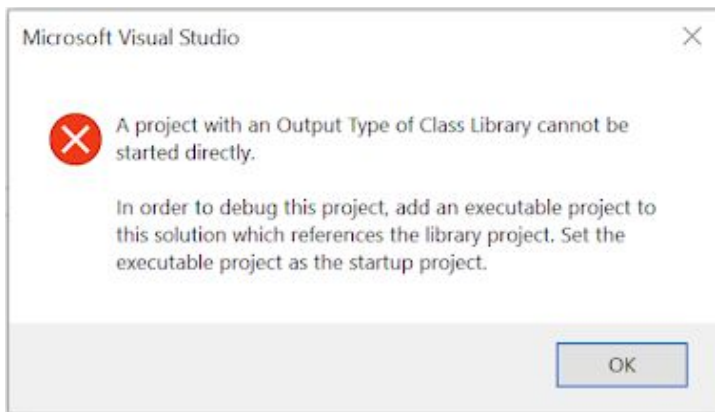 Microsoft Visual Studio
A project with an Output Type of Class Library cannot be
started directly.
In order to debug this project, add an executable project to
this solution which references the library project. Set the
executable project as the startup project.
OK